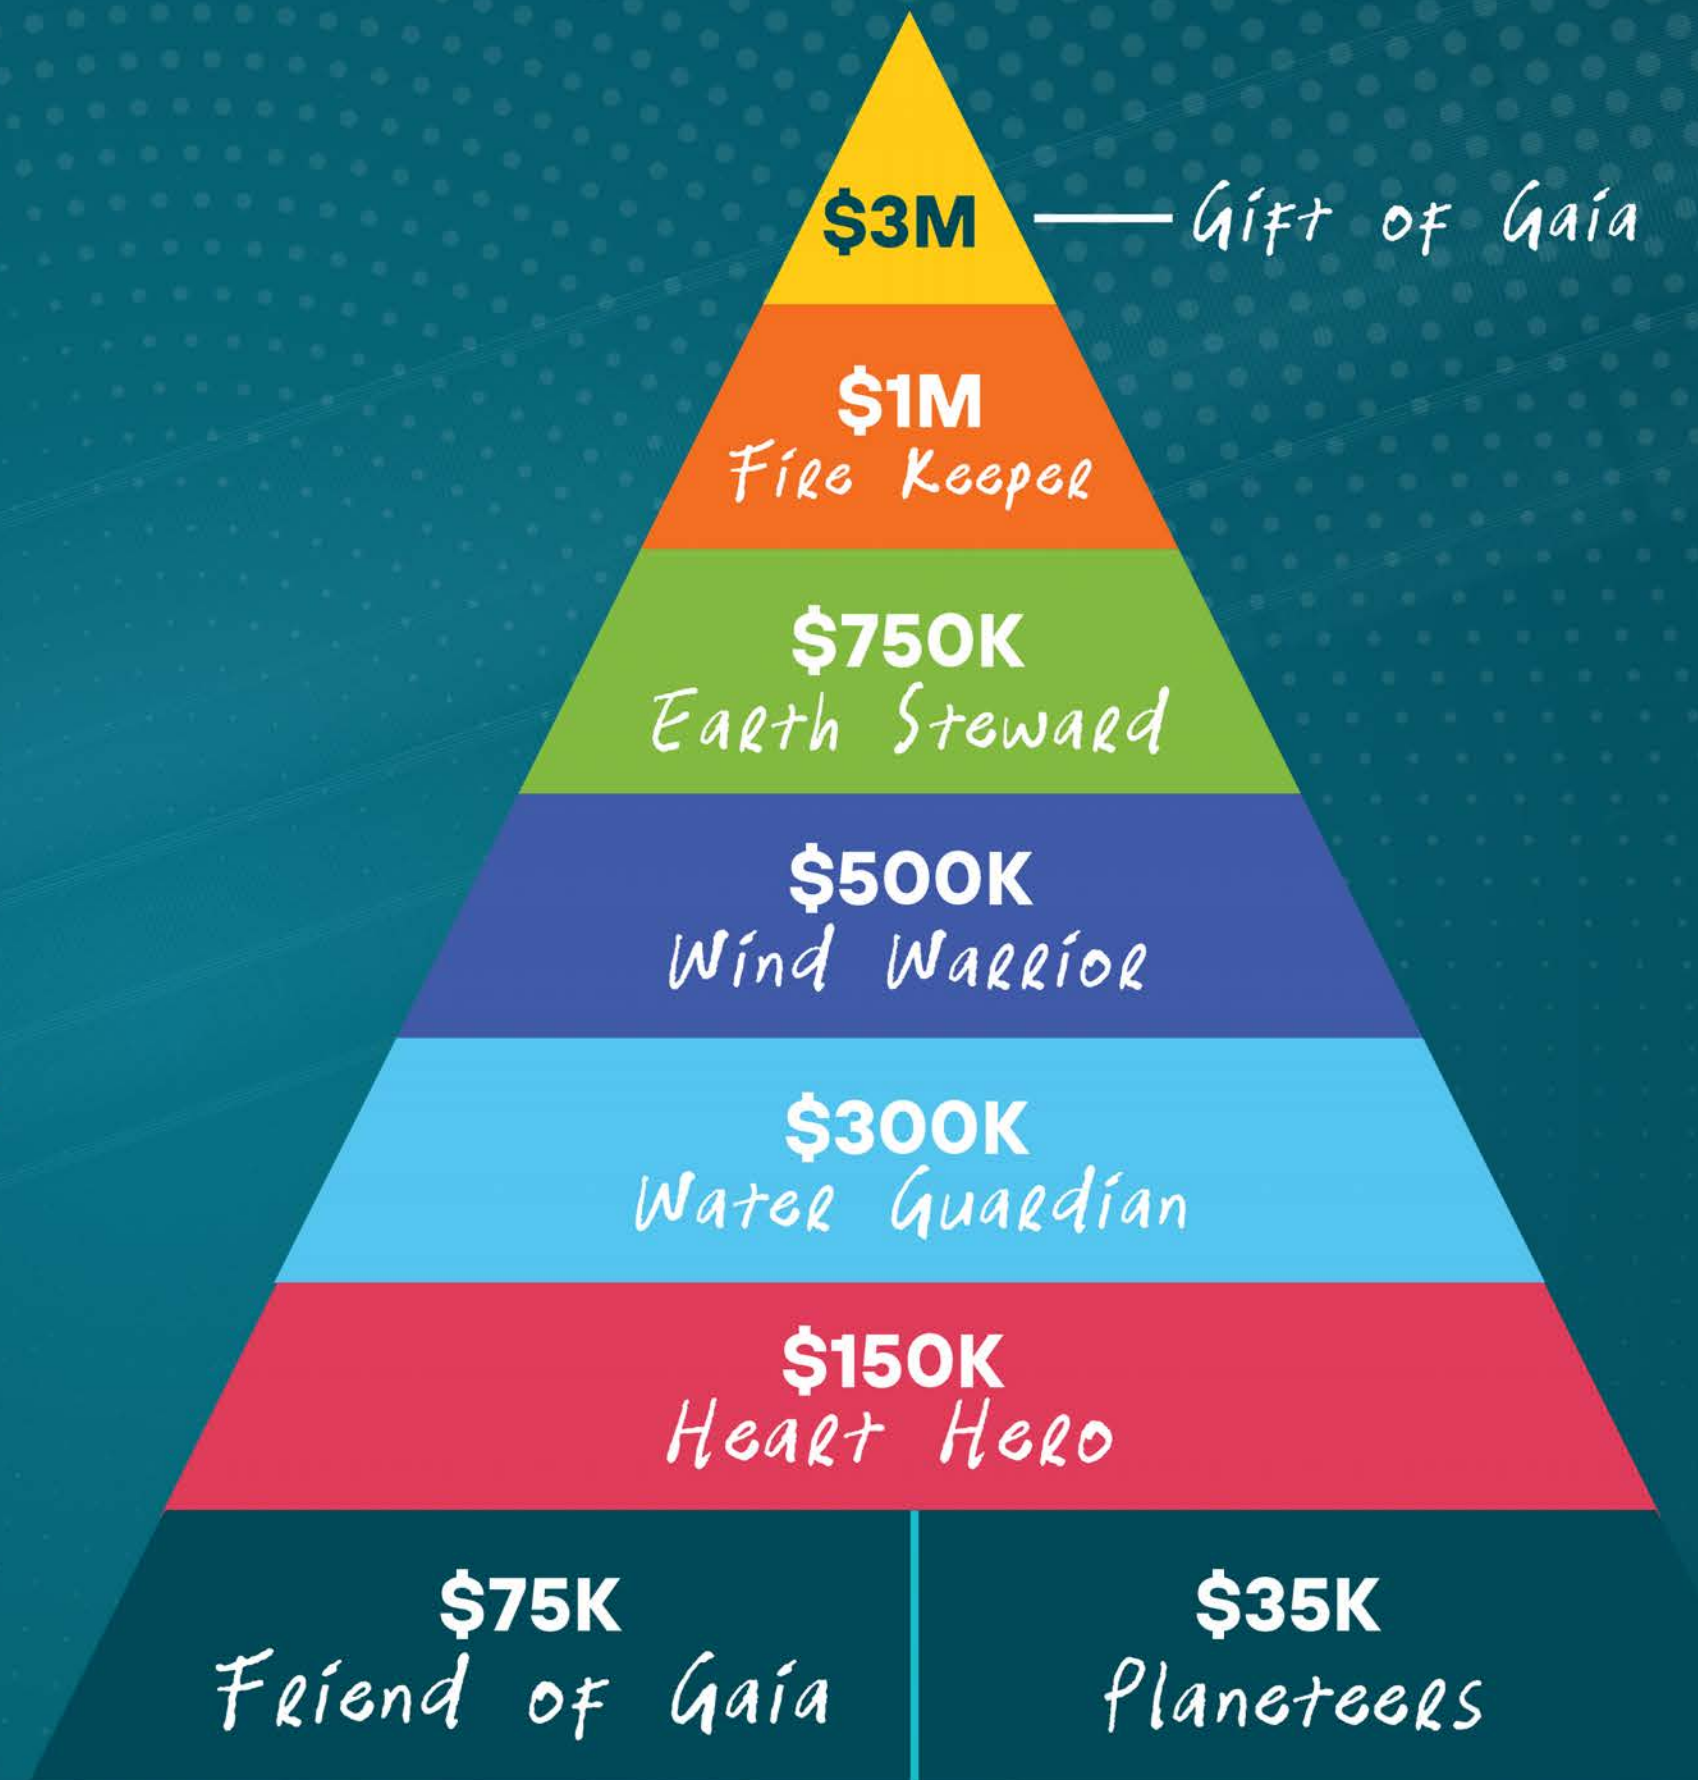 $3M
Gift of Gaia
$1M
Fire Keeper
$750K
Earth Steward
$500K
Wind Warrior
$300K
Water Guardian
$150K
Heart Hero
$75K
Friend of Gaia
$35K
Planeteers